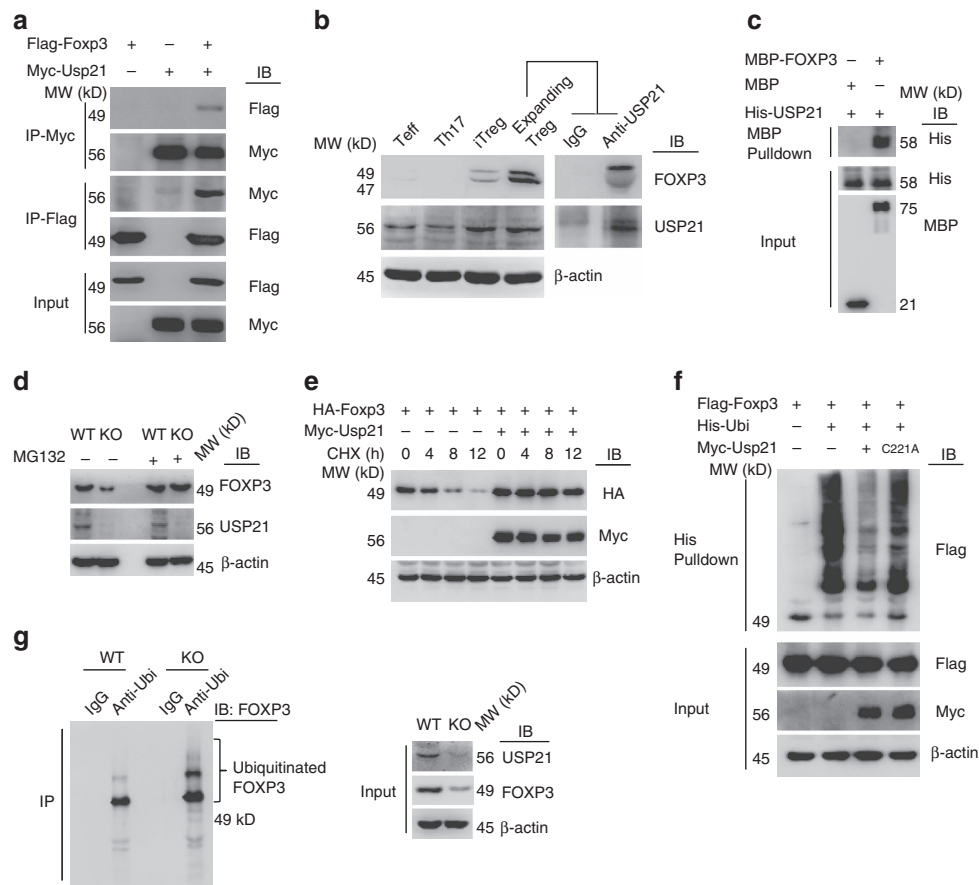 a
Flag-Foxp3 + – +
Myc-Usp21 – + + IB
MW (kD)
IP-Myc
49 Flag
56 Myc
IP-Flag
56 Myc
49 Flag
Input
49 Flag
56 Myc
b
Teff Th17 iTreg Expanding Treg IgG Anti-USP21
MW (kD) IB
49 FOXP3
47
56 USP21
45 β-actin
c
MBP-FOXP3 – +
MBP + – MW (kD)
His-USP21 + + IB
MBP Pulldown 58 His
Input
58 His
75
MBP
21
d
WT KO WT KO MW (kD)
MG132 – – + + IB
49 FOXP3
56 USP21
45 β-actin
e
HA-Foxp3 + + + + + + + +
Myc-Usp21 – – – – + + + +
CHX (h) 0 4 8 12 0 4 8 12 IB
MW (kD)
49 HA
56 Myc
45 β-actin
f
Flag-Foxp3 + + + +
His-Ubi – + + +
Myc-Usp21 – – + C221A IB
MW (kD)
His
Pulldown
Flag
49
Input
49 Flag
56 Myc
45 β-actin
g
WT KO
IgG Anti-Ubi IgG Anti-Ubi
IB: FOXP3
IP
Ubiquitinated
FOXP3
49 kD
WT KO MW (kD)
IB
Input
56 USP21
49 FOXP3
45 β-actin